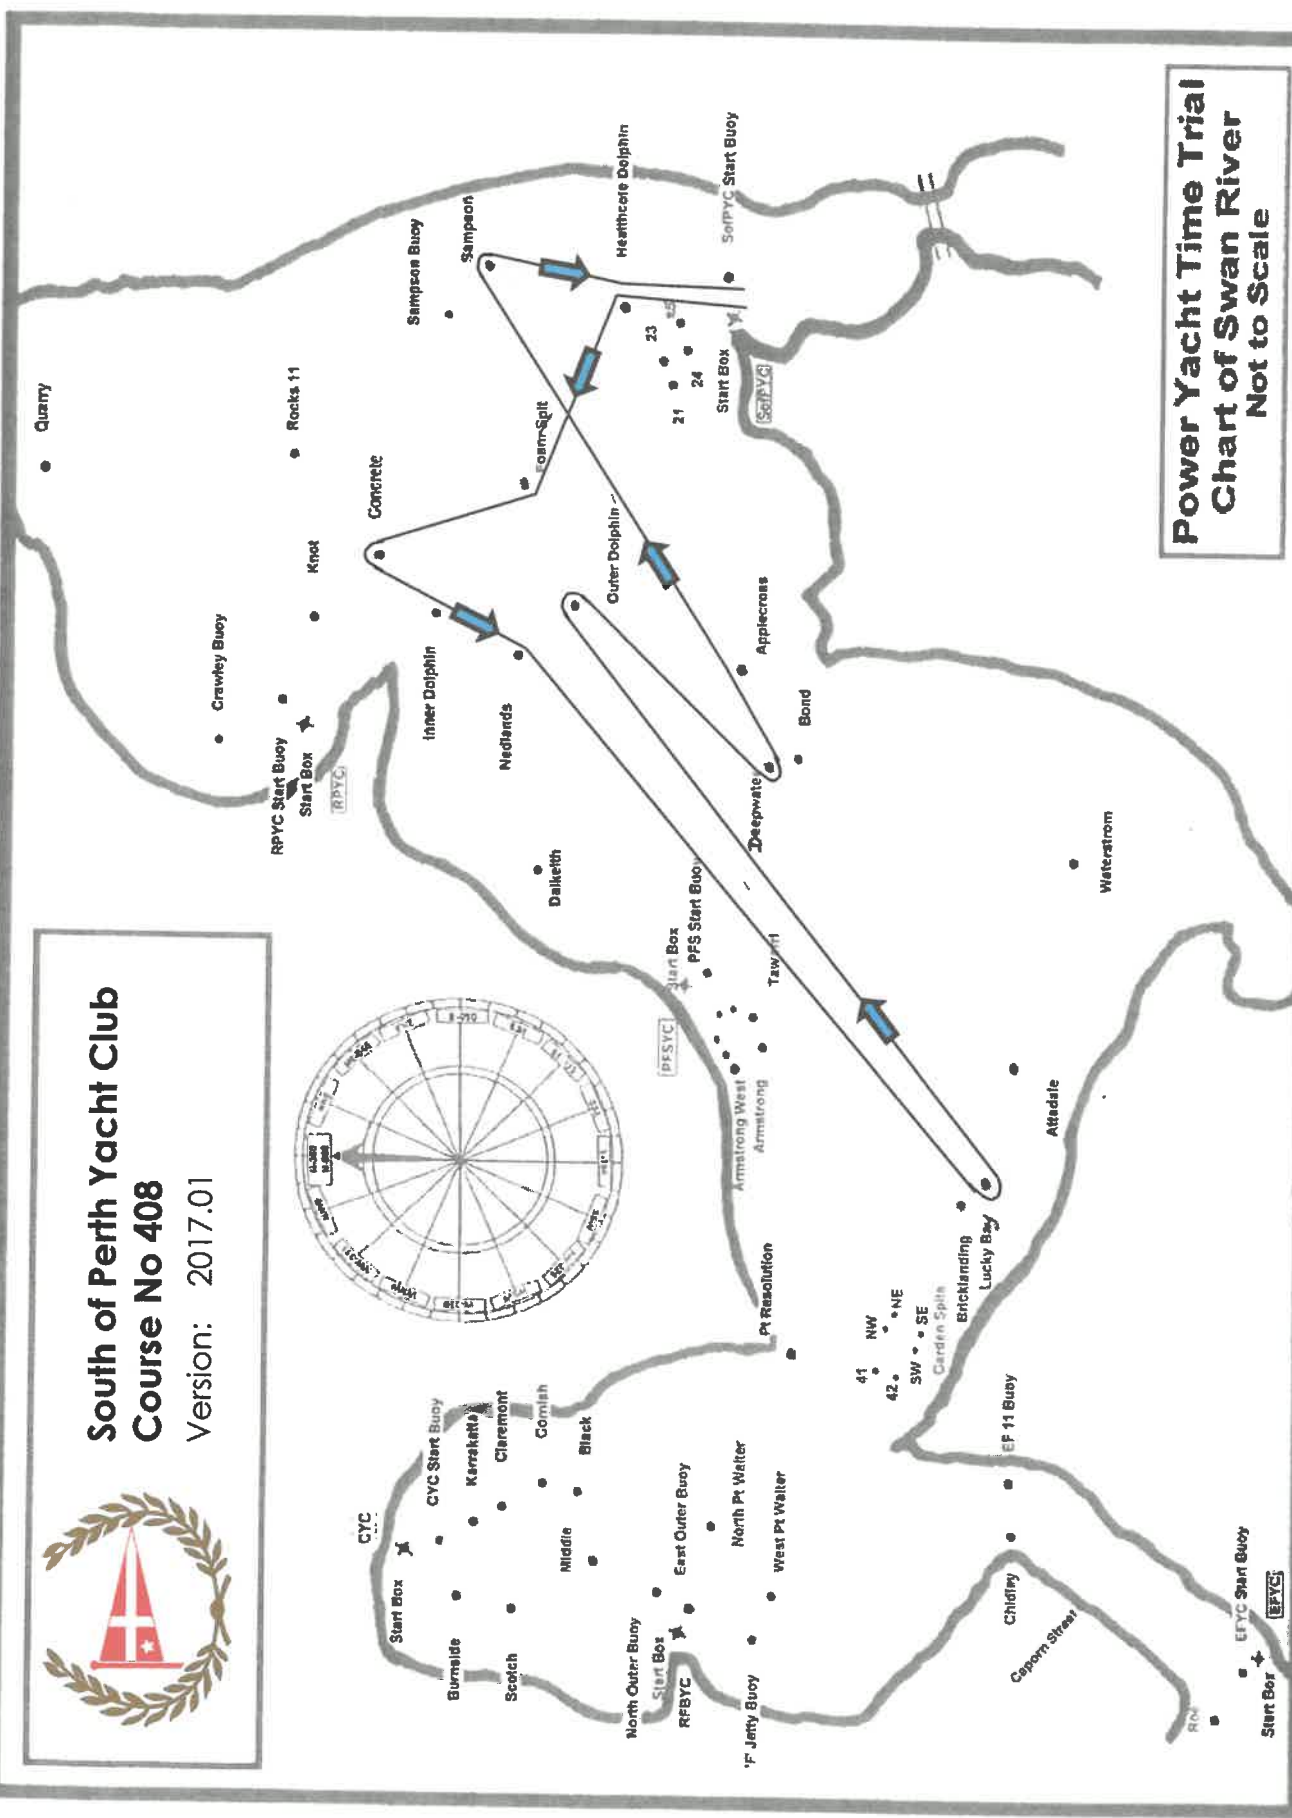 South of Perth Yacht Club
Course No 408
Version: 2017.01
Power Yacht Time Trial
Chart of Swan River
Not to Scale
Quarry
Rocks 11
Concrete
Knot
Crawley Buoy
RPYC Start Buoy
Start Box
RPYC
Inner Dolphin
Nedlands
Dalkeith
Sampson Buoy
Sampson
Heathcote Dolphin
SofPYC Start Buoy
23
21
24
Start Box
SofPYC
Outer Dolphin
Applecross
Bond
Deepwater
Waterstrom
Start Box
PFS Start Buoy
PFSYC
Armstrong West
Armstrong
Attadale
Pt Resolution
Bricklanding
Lucky Bay
NW
NE
41
42
SW
SE
Garden Spits
CYC
CYC Start Buoy
Start Box
Karrakatta
Claremont
Cornish
Black
Middle
Burnside
Scotch
East Outer Buoy
North Pt Walter
West Pt Walter
North Outer Buoy
Start Box
RFBYC
'F' Jetty Buoy
EF 11 Buoy
Chidley
Caporn Street
EFYC Start Buoy
EFYC
Start Box